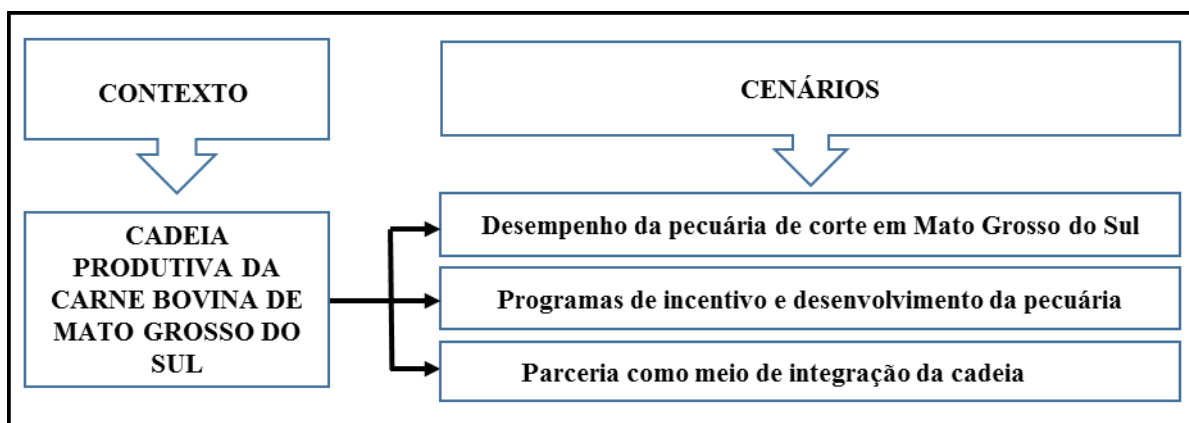 CONTEXTO
CENÁRIOS
CADEIA
PRODUTIVA DA
CARNE BOVINA DE
MATO GROSSO DO
SUL
Desempenho da pecuária de corte em Mato Grosso do Sul
Programas de incentivo e desenvolvimento da pecuária
Parceria como meio de integração da cadeia